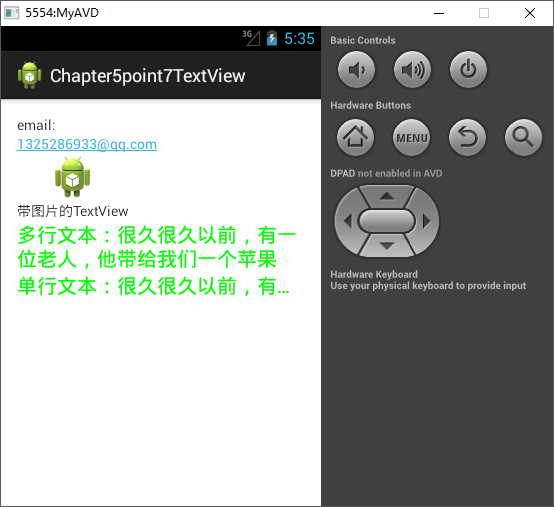 5554:MyAVD
3G 5:35
Chapter5point7TextView
email:
1325286933@qq.com
带图片的TextView
多行文本：很久很久以前，有一
位老人，他带给我们一个苹果
单行文本：很久很久以前，有...
Basic Controls
Hardware Buttons
MENU
DPAD not enabled in AVD
Hardware Keyboard
Use your physical keyboard to provide input